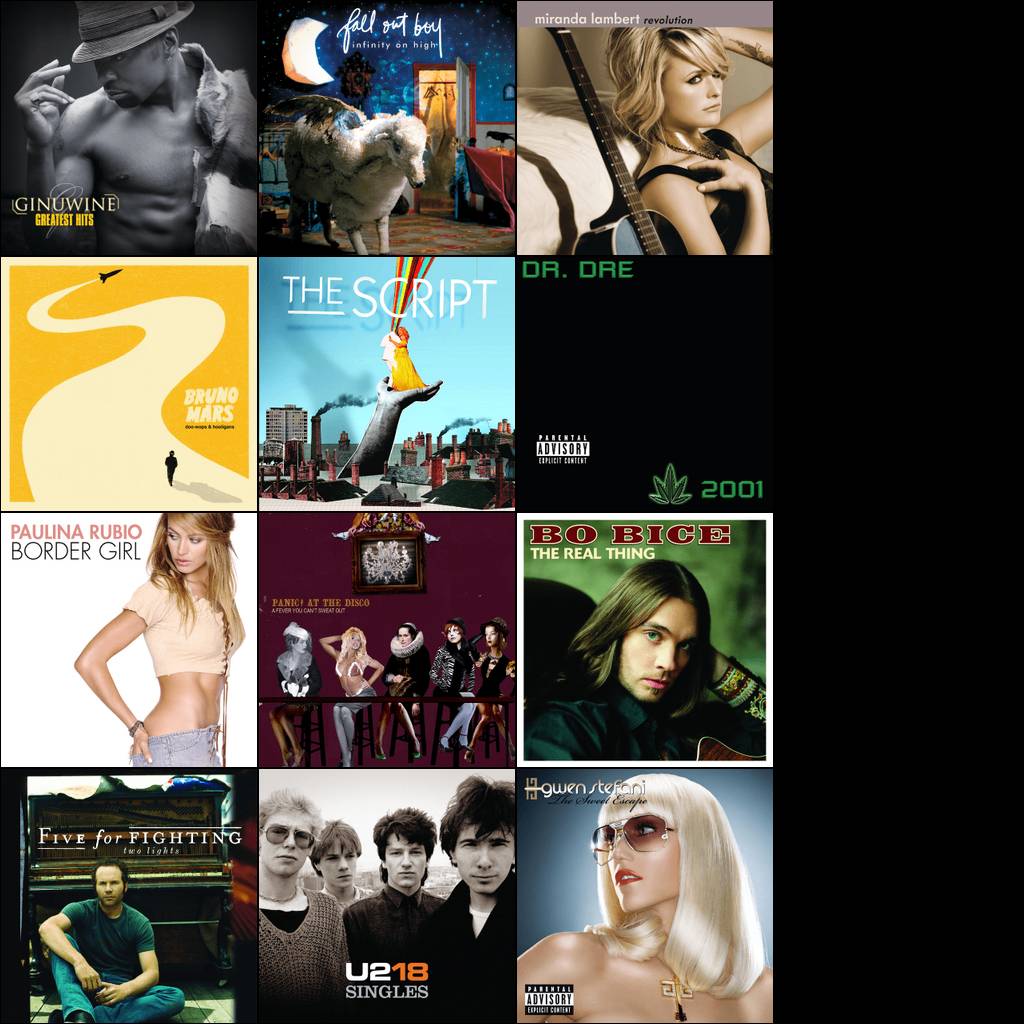 GINUWINE
GREATEST HITS
fall out boy
infinity on high
miranda lambert revolution
BRUNO
MARS
doo-wops & hooligans
THE SCRIPT
DR. DRE
PARENTAL
ADVISORY
EXPLICIT CONTENT
2001
PAULINA RUBIO
BORDER GIRL
PANIC! AT THE DISCO
A FEVER YOU CAN'T SWEAT OUT
BO BICE
THE REAL THING
FIVE for FIGHTING
two lights
U218
SINGLES
gwen stefani
The Sweet Escape
PARENTAL
ADVISORY
EXPLICIT CONTENT